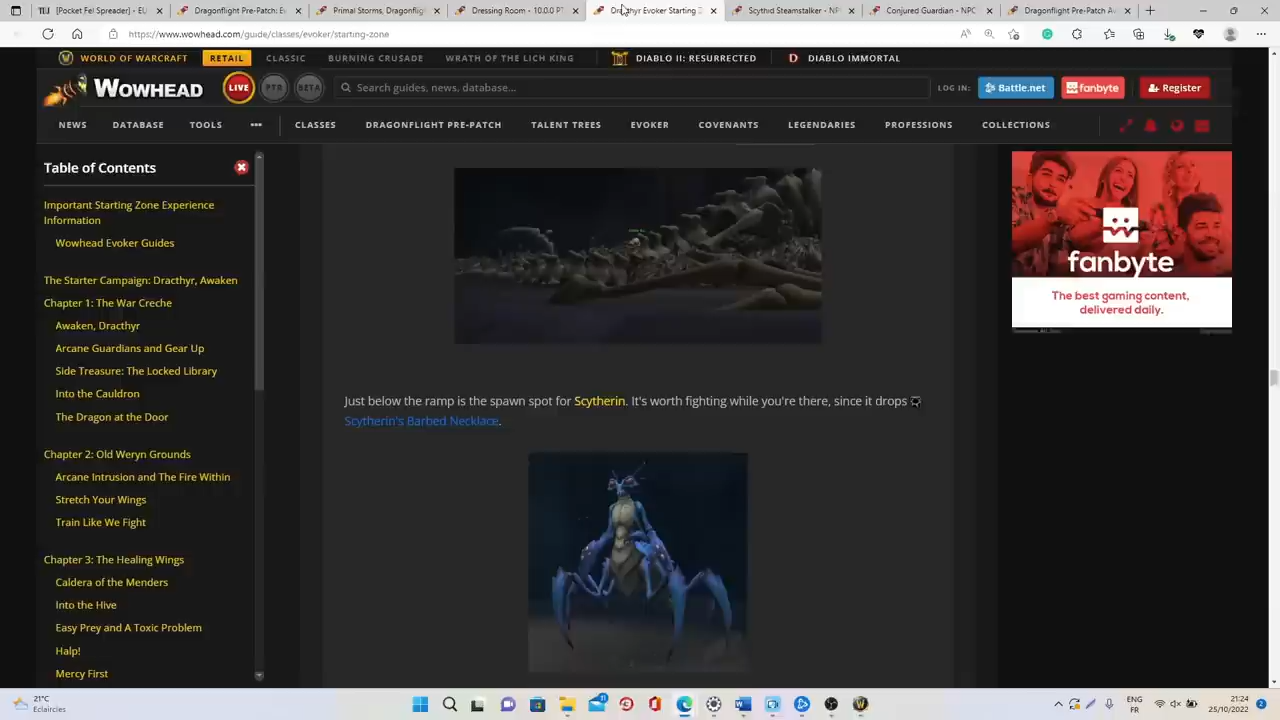 Pocket Fel Spreader] - EU
Dragonflight Pre-Patch: Ev
Primal Storms, Dragonflig
Dressing Room - 10.0.0 PT
Dracthyr Evoker Starting Z
Scythid Steamstalker - NP
Conjured Guardian - NPC
Dragonflight Pre-Patch Av
https://www.wowhead.com/guide/classes/evoker/starting-zone
WORLD OF WARCRAFT RETAIL CLASSIC BURNING CRUSADE WRATH OF THE LICH KING DIABLO II: RESURRECTED DIABLO IMMORTAL
WOWHEAD LIVE PTR BETA Search guides, news, database... LOG IN: Battle.net fanbyte Register
NEWS DATABASE TOOLS ••• CLASSES DRAGONFLIGHT PRE-PATCH TALENT TREES EVOKER COVENANTS LEGENDARIES PROFESSIONS COLLECTIONS
Table of Contents
Important Starting Zone Experience
Information
Wowhead Evoker Guides
The Starter Campaign: Dracthyr, Awaken
Chapter 1: The War Creche
Awaken, Dracthyr
Arcane Guardians and Gear Up
Side Treasure: The Locked Library
Into the Cauldron
The Dragon at the Door
Chapter 2: Old Weryn Grounds
Arcane Intrusion and The Fire Within
Stretch Your Wings
Train Like We Fight
Chapter 3: The Healing Wings
Caldera of the Menders
Into the Hive
Easy Prey and A Toxic Problem
Halp!
Mercy First
Just below the ramp is the spawn spot for Scytherin. It's worth fighting while you're there, since it drops
Scytherin's Barbed Necklace.
fanbyte
The best gaming content,
delivered daily.
21°C
Eclaircies
ENG
FR
21:24
25/10/2022